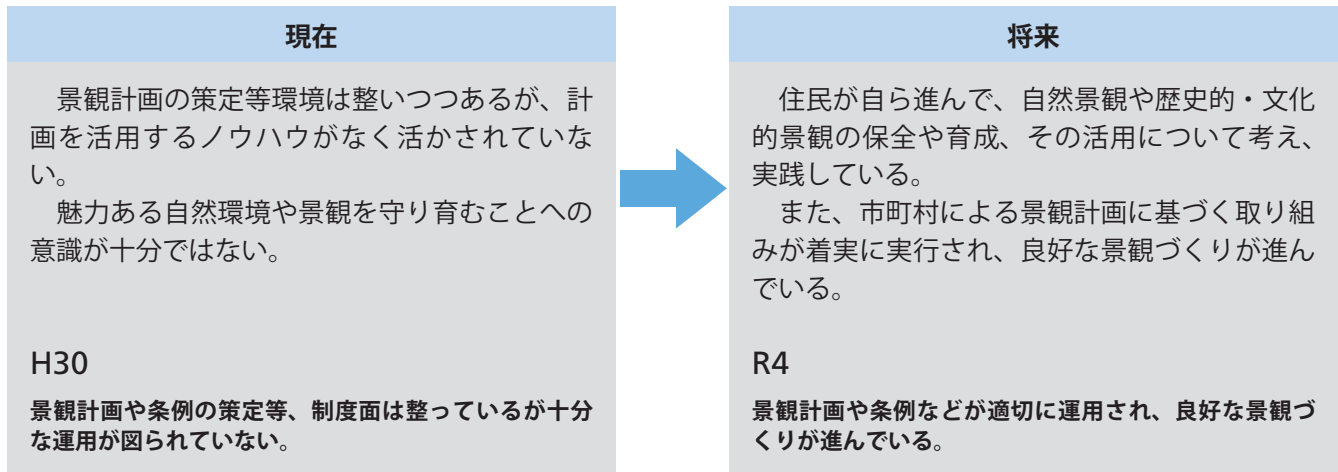 現在
　景観計画の策定等環境は整いつつあるが、計
画を活用するノウハウがなく活かされていな
い。
　魅力ある自然環境や景観を守り育むことへの
意識が十分ではない。
H30
景観計画や条例の策定等、制度面は整っているが十分
な運用が図られていない。
将来
　住民が自ら進んで、自然景観や歴史的・文化
的景観の保全や育成、その活用について考え、
実践している。
　また、市町村による景観計画に基づく取り組
みが着実に実行され、良好な景観づくりが進ん
でいる。
R4
景観計画や条例などが適切に運用され、良好な景観づ
くりが進んでいる。